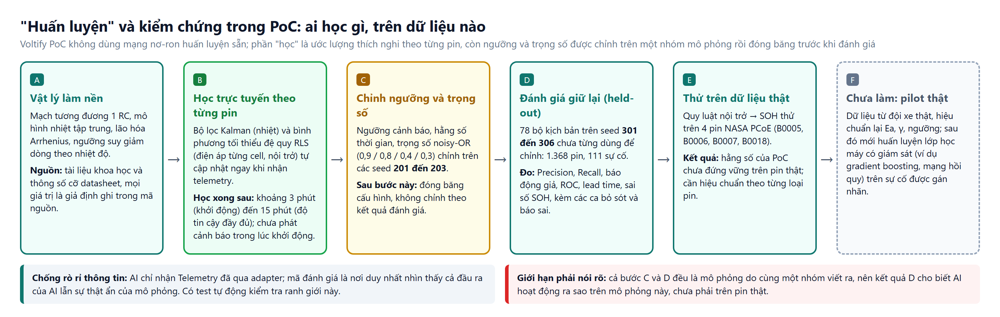 "Huấn luyện" và kiểm chứng trong PoC: ai học gì, trên dữ liệu nào
Voltify PoC không dùng mạng nơ-ron huấn luyện sẵn; phần "học" là ước lượng thích nghi theo từng pin, còn ngưỡng và trọng số được chỉnh trên một nhóm mô phỏng rồi đóng băng trước khi đánh giá
A
Vật lý làm nền
Mạch tương đương 1 RC, mô
hình nhiệt tập trung, lão hóa
Arrhenius, ngưỡng suy giảm
dòng theo nhiệt độ.
Nguồn: tài liệu khoa học và
thông số cỡ datasheet, mọi
giá trị là giả định ghi trong mã
nguồn.
→
B
Học trực tuyến theo
từng pin
Bộ lọc Kalman (nhiệt) và bình
phương tối thiểu đệ quy RLS
(điện áp từng cell, nội trở) tự
cập nhật ngay khi nhận
telemetry.
Học xong sau: khoảng 3 phút
(khởi động) đến 15 phút (độ
tin cậy đầy đủ); chưa phát
cảnh báo trong lúc khởi động.
→
C
Chỉnh ngưỡng và trọng
số
Ngưỡng cảnh báo, hằng số
thời gian, trọng số noisy-OR
(0,9 / 0,8 / 0,4 / 0,3) chỉnh trên
các seed 201 đến 203.
Sau bước này: đóng băng
cấu hình, không chỉnh theo
kết quả đánh giá.
→
D
Đánh giá giữ lại (held-
out)
78 bộ kịch bản trên seed 301
đến 306 chưa từng dùng để
chỉnh: 1.368 pin, 111 sự cố.
Đo: Precision, Recall, báo
động giả, ROC, lead time, sai
số SOH, kèm các ca bỏ sót và
báo sai.
→
E
Thử trên dữ liệu thật
Quy luật nội trở → SOH thử
trên 4 pin NASA PCoE (B0005,
B0006, B0007, B0018).
Kết quả: hằng số của PoC
chưa đứng vững trên pin thật;
cần hiệu chuẩn theo từng loại
pin.
→
F
Chưa làm: pilot thật
Dữ liệu từ đội xe thật, hiệu
chuẩn lại Ea, γ, ngưỡng; sau
đó mới huấn luyện lớp học
máy có giám sát (ví dụ
gradient boosting, mạng hồi
quy) trên sự cố được gán
nhãn.
Chống rò rỉ thông tin: AI chỉ nhận Telemetry đã qua adapter; mã đánh giá là nơi duy nhất nhìn thấy cả đầu ra
của AI lẫn sự thật ẩn của mô phỏng. Có test tự động kiểm tra ranh giới này.
Giới hạn phải nói rõ: cả bước C và D đều là mô phỏng do cùng một nhóm viết ra, nên kết quả D cho biết AI
hoạt động ra sao trên mô phỏng này, chưa phải trên pin thật.